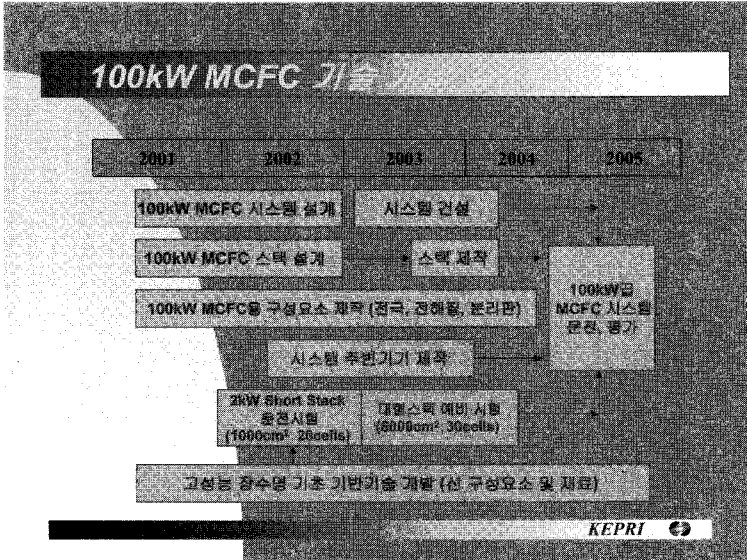 100kW MCFC 기술
2001 2002 2003 2004 2005
100kW MCFC 시스템 설계
시스템 건설
100kW MCFC 스택 설계
스택 제작
100kW급
MCFC 시스템
운전, 평가
100kW MCFC용 구성요소 제작 (전극, 전해질, 분리판)
시스템 주변기기 제작
2kW Short Stack
운전시험
(1000cm², 20cells)
대형스택 예비 시험
(6000cm², 30cells)
고성능 장수명 기초 기반기술 개발 (신 구성요소 및 재료)
KEPRI